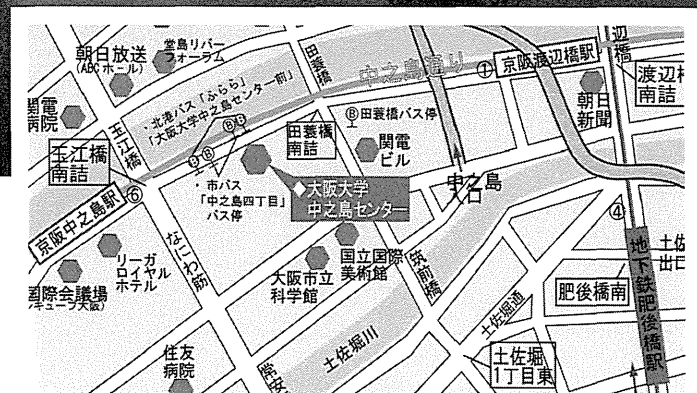 朝日放送
(ABCホール)
堂島リバー
フォーラム
田蓑橋
中之島通り
①
京阪渡辺橋駅
辺
橋
渡辺
南詰
朝日
新聞
関電
病院
玉江橋
・北港バス「ふらら」
「大阪大学中之島センター前」
Ⓑ田蓑橋バス停
田蓑橋
南詰
関電
ビル
玉江橋
南詰
京阪中之島駅
⑥
・市バス
「中之島四丁目」
バス停
◆大阪大学
中之島センター
中之島
入口
④
なにわ筋
リーガ
ロイヤル
ホテル
国際会議場
キューブ大阪)
国立国際
美術館
大阪市立
科学館
筑前橋
地下鉄肥後橋駅
土佐
出口
肥後橋南
土佐堀通
土佐堀川
土佐堀
1丁目東
住友
病院
常安